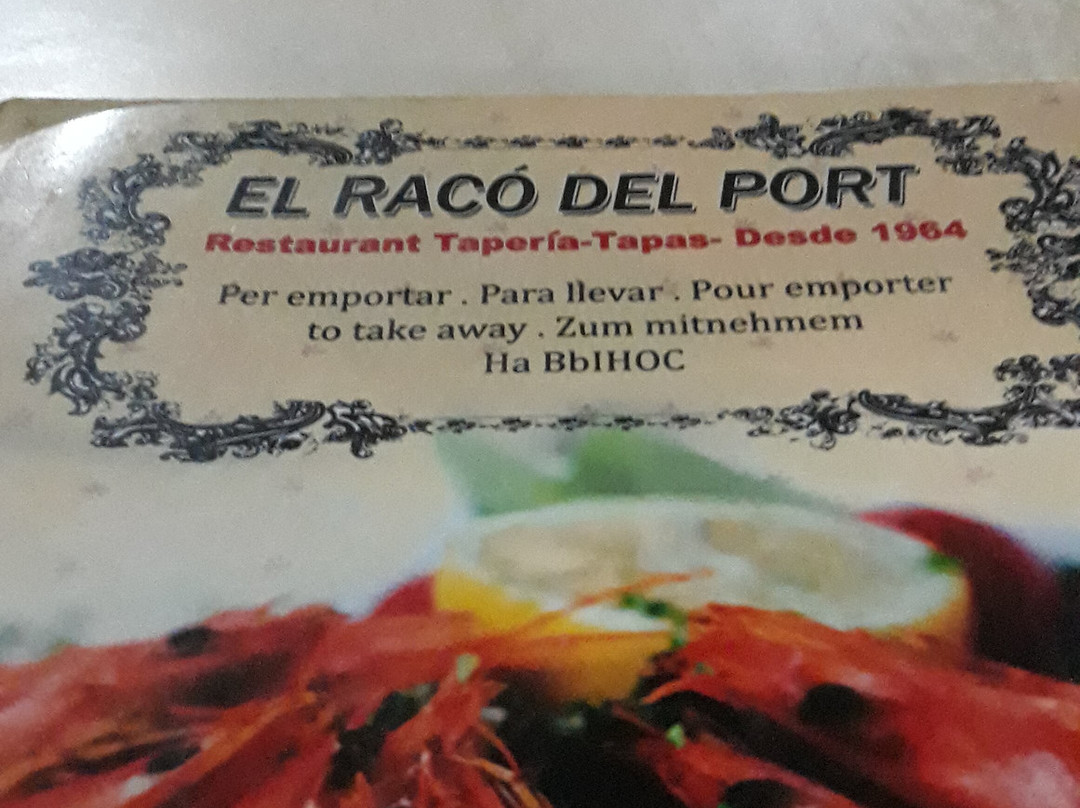 EL RACÓ DEL PORT
Restaurant Tapería-Tapas- Desde 1964
Per emportar . Para llevar . Pour emporter
to take away . Zum mitnehmem
Ha BbIHOC